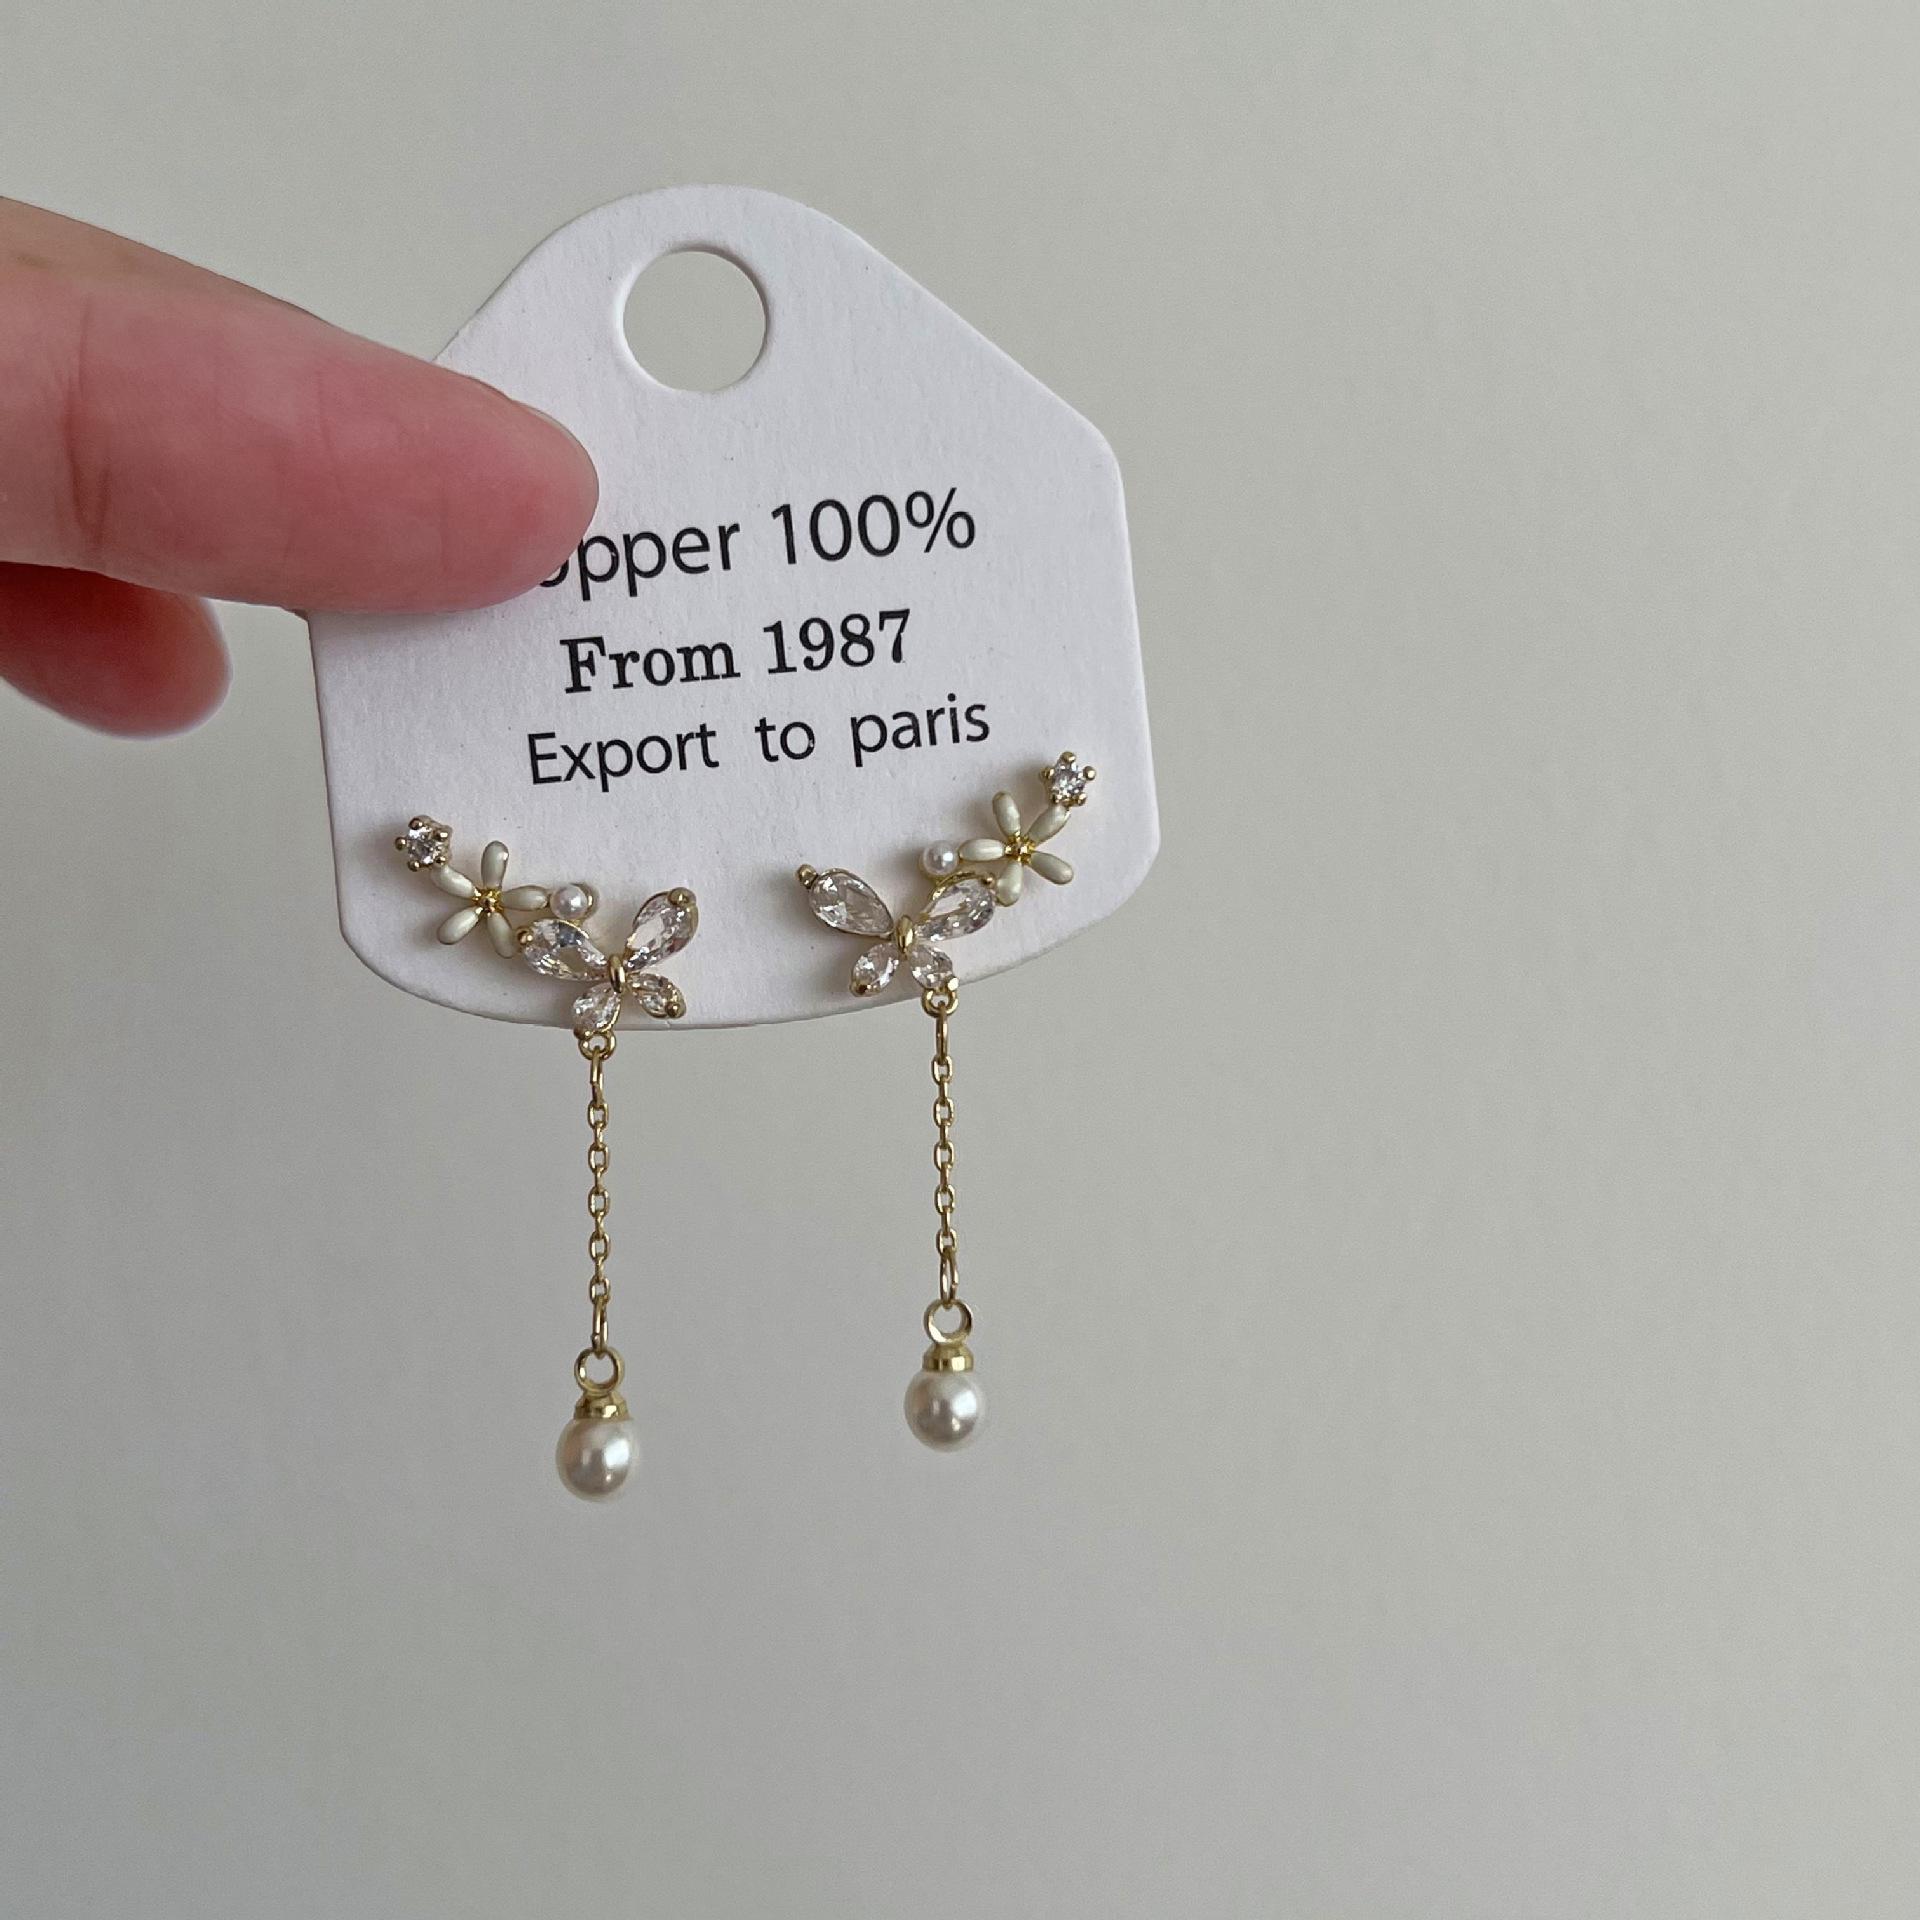 opper 100%
From 1987
Export to paris